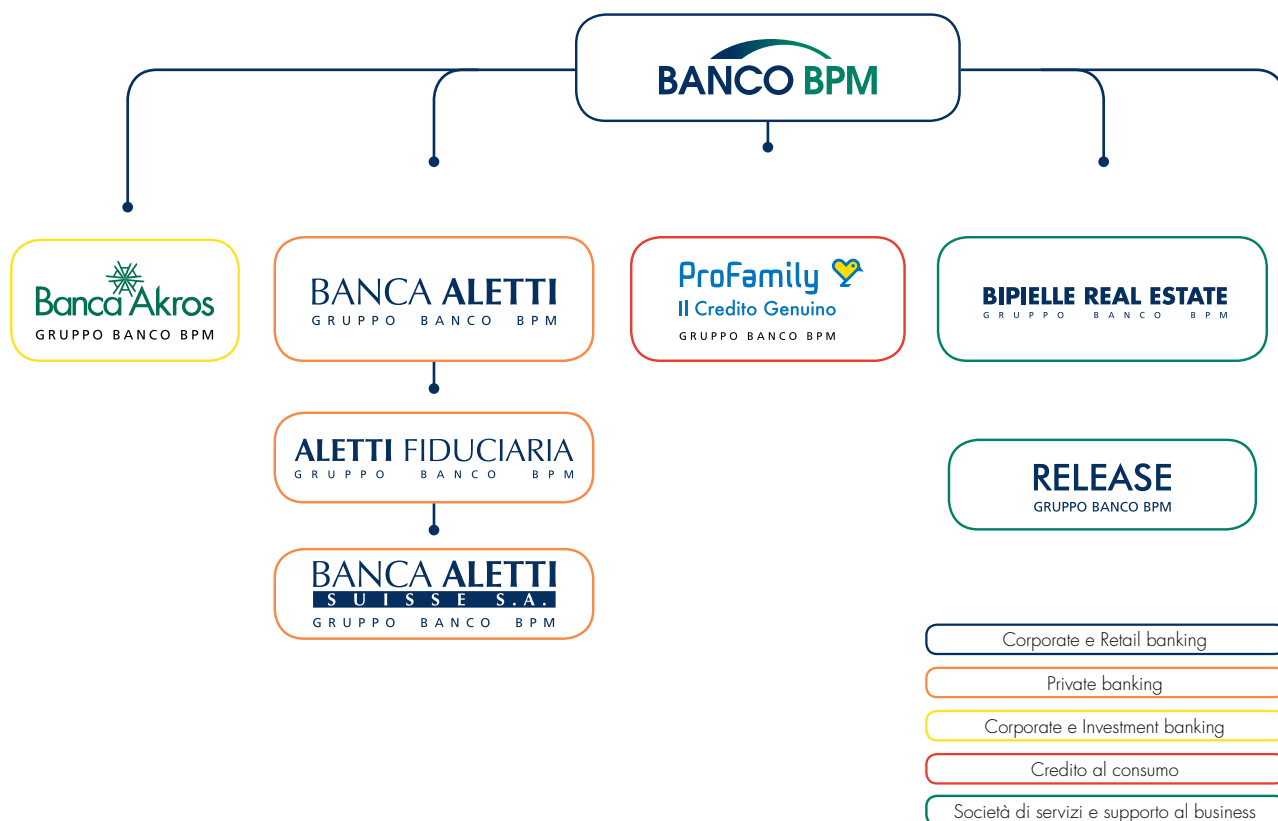 BANCO BPM
Banca Akros
GRUPPO BANCO BPM
BANCA ALETTI
GRUPPO BANCO BPM
ProFamily
Il Credito Genuino
GRUPPO BANCO BPM
BIPIELLE REAL ESTATE
GRUPPO BANCO BPM
ALETTI FIDUCIARIA
GRUPPO BANCO BPM
RELEASE
GRUPPO BANCO BPM
BANCA ALETTI
SUISSE S.A.
GRUPPO BANCO BPM
Corporate e Retail banking
Private banking
Corporate e Investment banking
Credito al consumo
Società di servizi e supporto al business